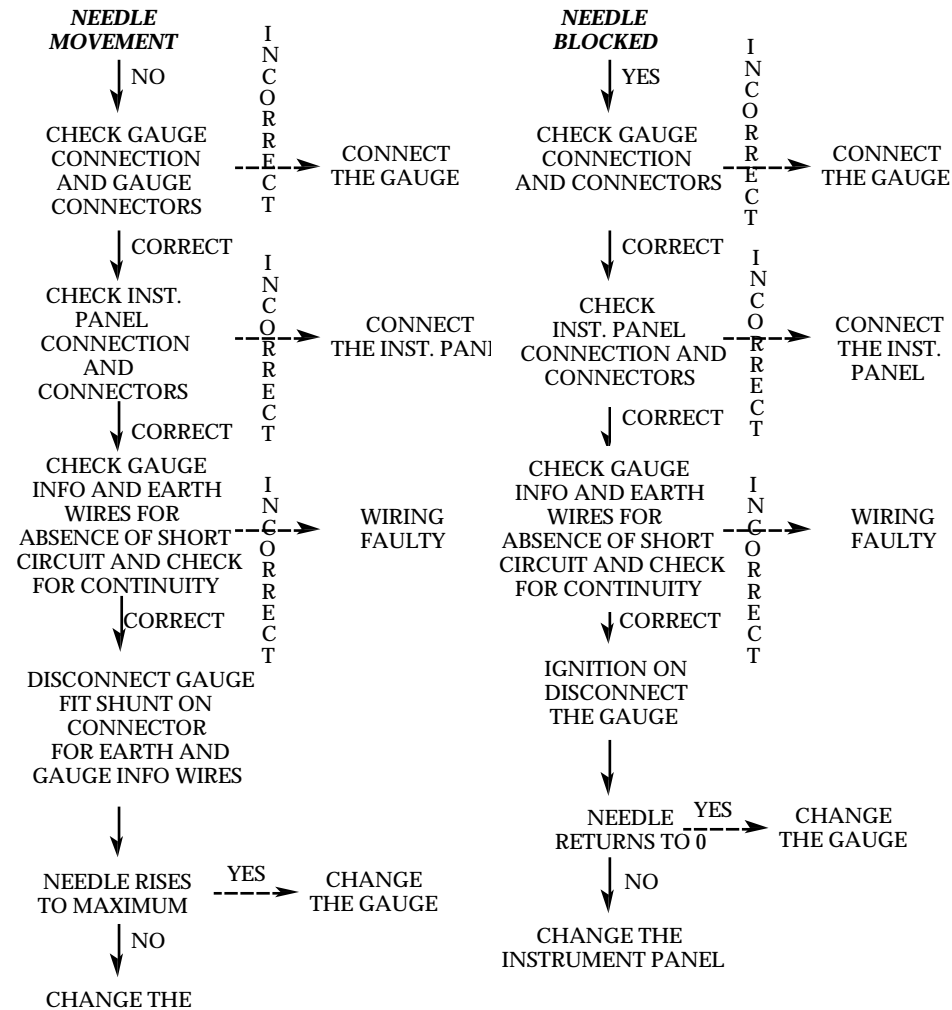 NEEDLE
MOVEMENT
NO
CHECK GAUGE
CONNECTION
AND GAUGE
CONNECTORS
INCORRECT
CONNECT
THE GAUGE
CORRECT
CHECK INST.
PANEL
CONNECTION
AND
CONNECTORS
INCORRECT
CONNECT
THE INST. PAN
CORRECT
CHECK GAUGE
INFO AND EARTH
WIRES FOR
ABSENCE OF SHORT
CIRCUIT AND CHECK
FOR CONTINUITY
INCORRECT
WIRING
FAULTY
CORRECT
DISCONNECT GAUGE
FIT SHUNT ON
CONNECTOR
FOR EARTH AND
GAUGE INFO WIRES
NEEDLE RISES
TO MAXIMUM
YES
CHANGE
THE GAUGE
NO
CHANGE THE
NEEDLE
BLOCKED
YES
CHECK GAUGE
CONNECTION
AND CONNECTORS
INCORRECT
CONNECT
THE GAUGE
CORRECT
CHECK
INST. PANEL
CONNECTION AND
CONNECTORS
INCORRECT
CONNECT
THE INST.
PANEL
CORRECT
CHECK GAUGE
INFO AND EARTH
WIRES FOR
ABSENCE OF SHORT
CIRCUIT AND CHECK
FOR CONTINUITY
INCORRECT
WIRING
FAULTY
CORRECT
IGNITION ON
DISCONNECT
THE GAUGE
NEEDLE
RETURNS TO 0
YES
CHANGE
THE GAUGE
NO
CHANGE THE
INSTRUMENT PANEL